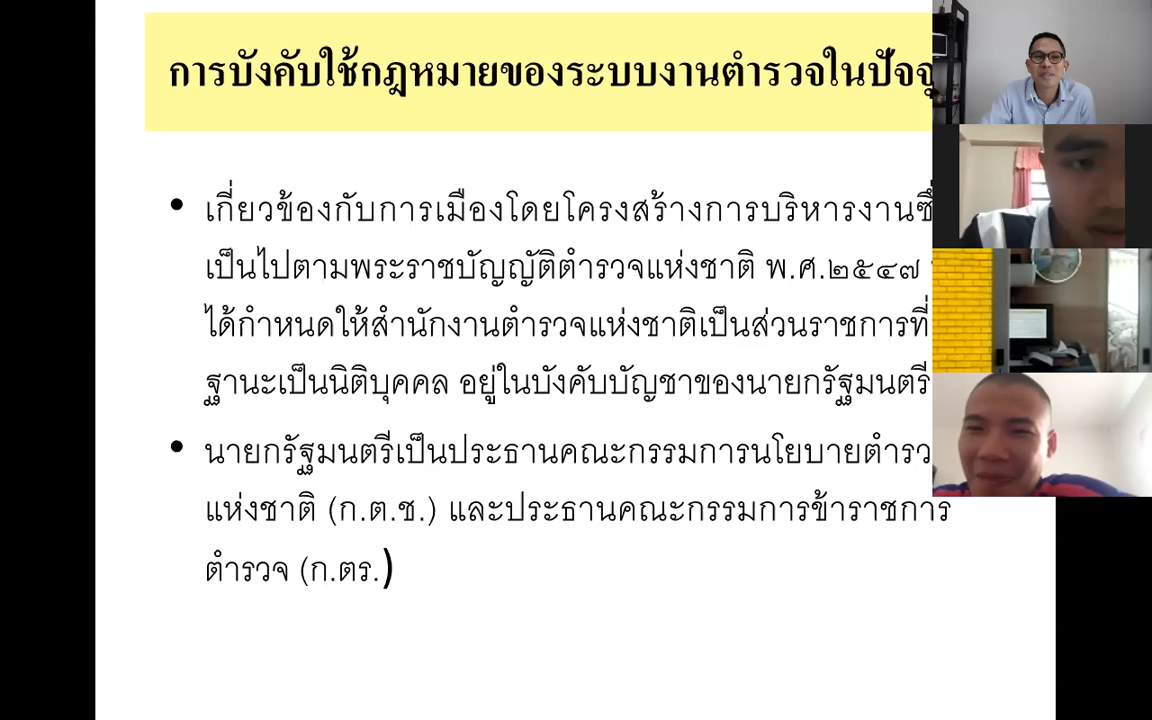 การบังคับใช้กฎหมายของระบบงานตำรวจในปัจจุ
• เกี่ยวข้องกับการเมืองโดยโครงสร้างการบริหารงานซึ่
เป็นไปตามพระราชบัญญัติตำรวจแห่งชาติ พ.ศ.๒๕๔๗
ได้กำหนดให้สำนักงานตำรวจแห่งชาติเป็นส่วนราชการที่
ฐานะเป็นนิติบุคคล อยู่ในบังคับบัญชาของนายกรัฐมนตรี
• นายกรัฐมนตรีเป็นประธานคณะกรรมการนโยบายตำรว
แห่งชาติ (ก.ต.ช.) และประธานคณะกรรมการข้าราชการ
ตำรวจ (ก.ตร.)